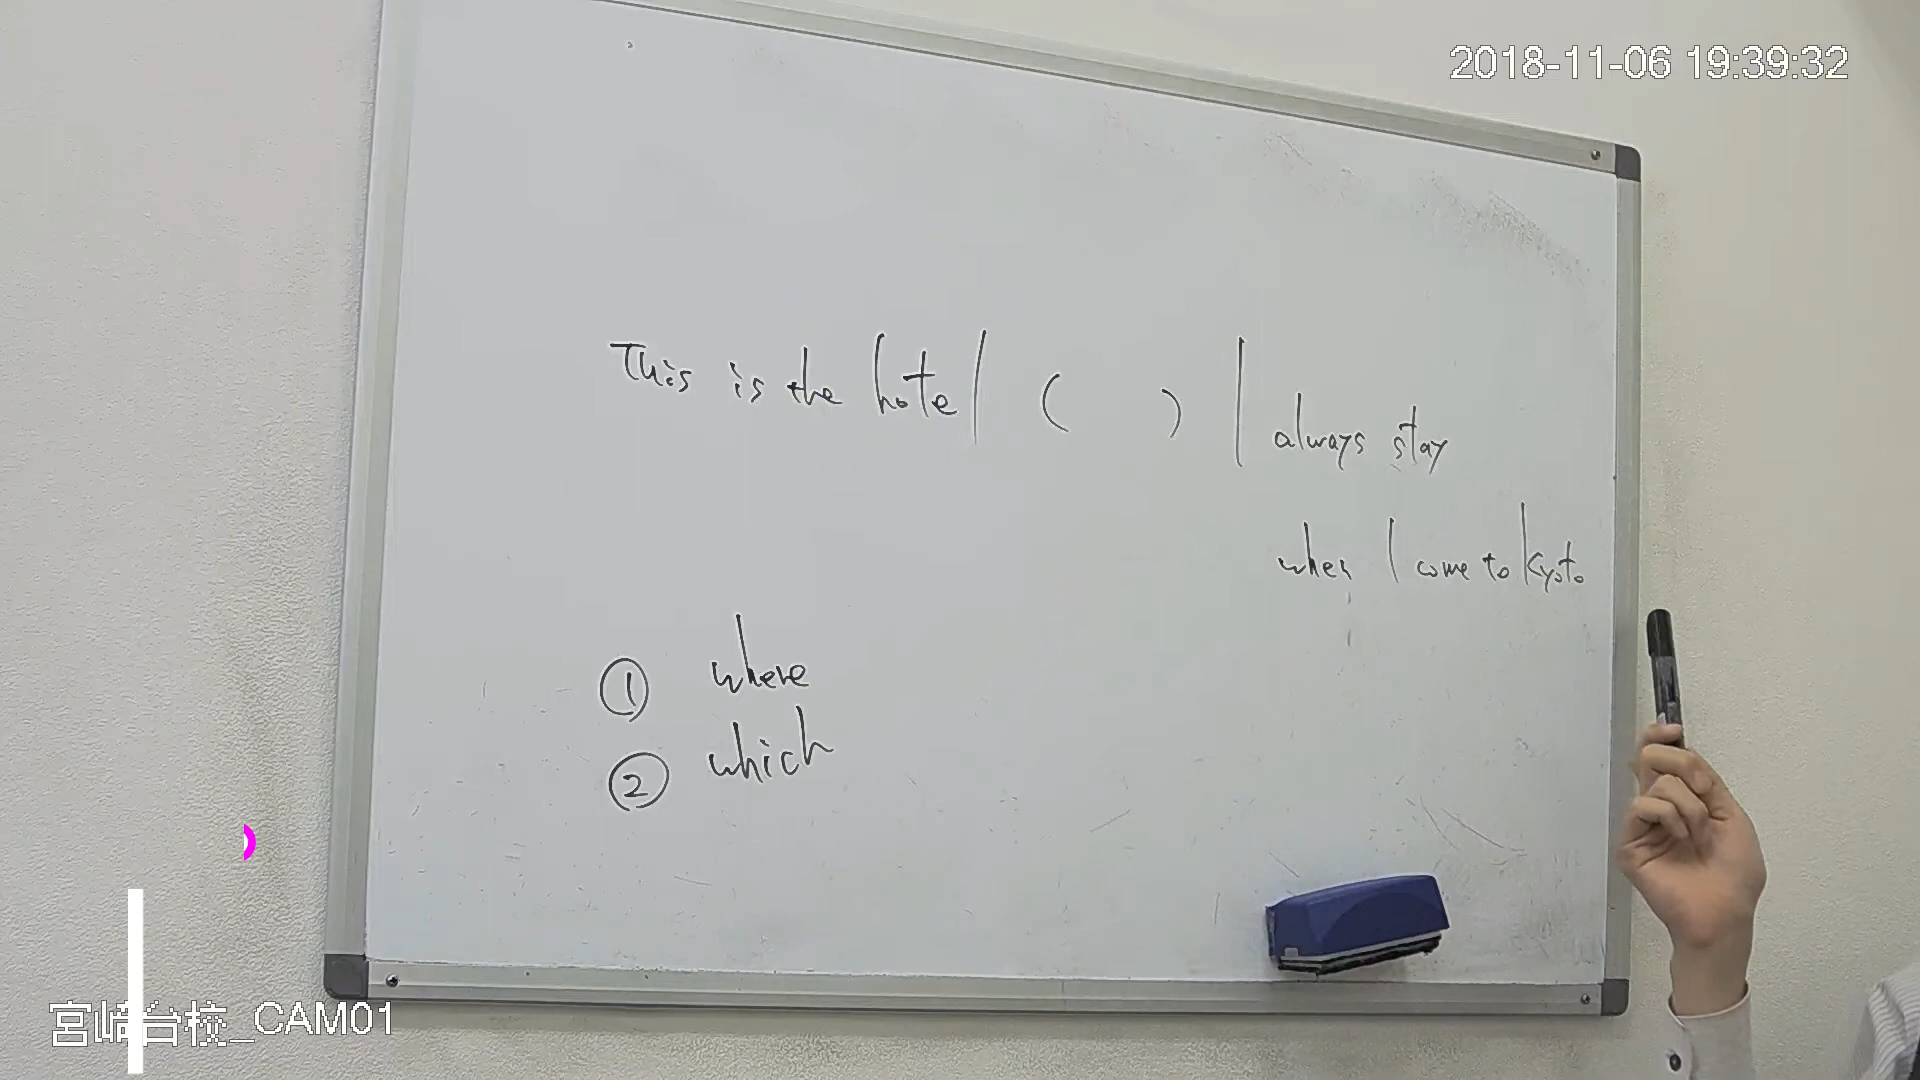 2018-11-06 19:39:32
This is the hotel ( ) I always stay
when I come to Kyoto
① where
② which
宮崎台校_CAM01